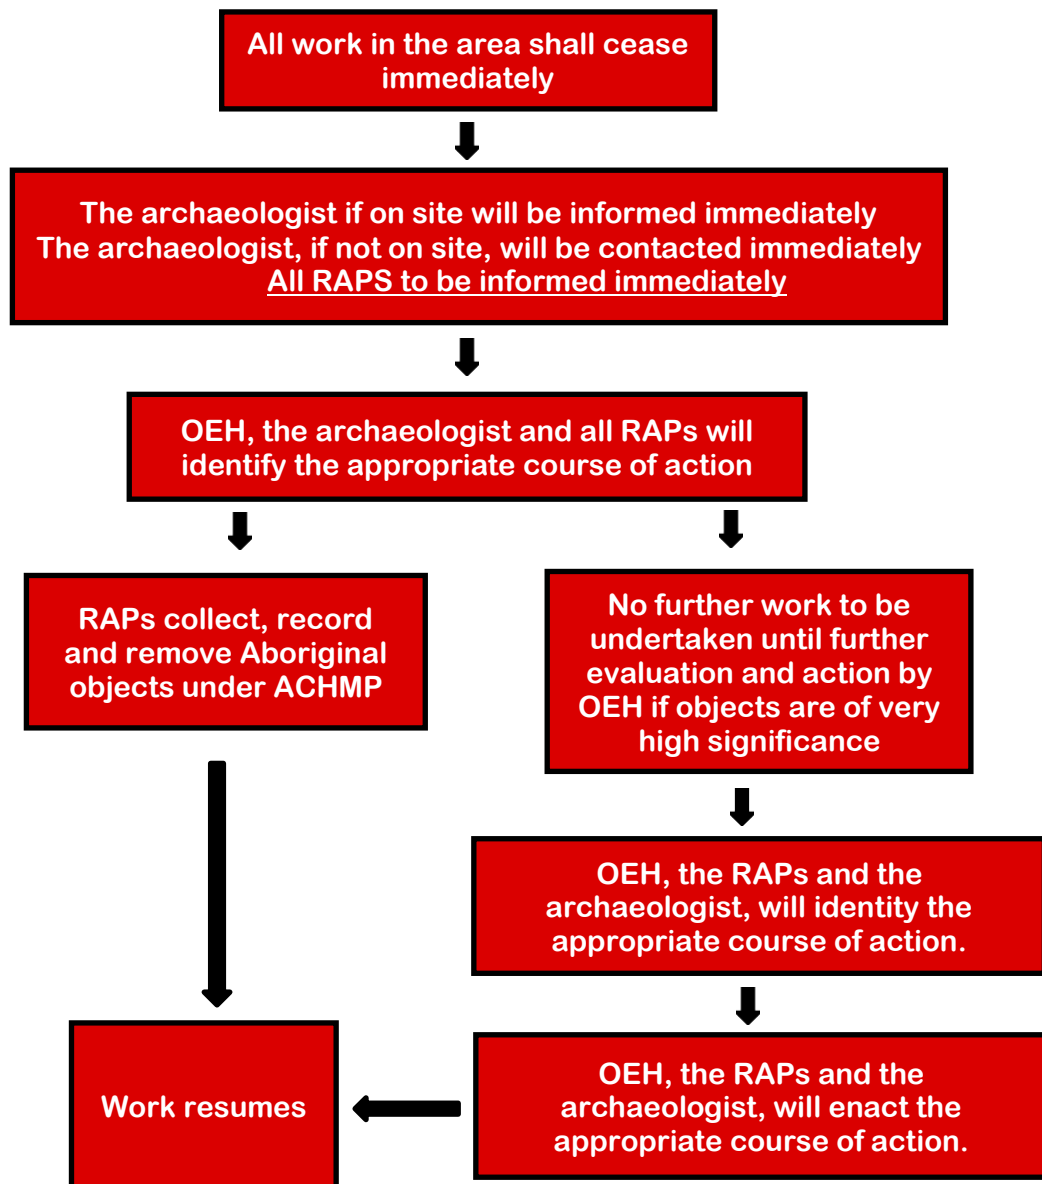 All work in the area shall cease
immediately
The archaeologist if on site will be informed immediately
The archaeologist, if not on site, will be contacted immediately
All RAPS to be informed immediately
OEH, the archaeologist and all RAPs will
identify the appropriate course of action
RAPs collect, record
and remove Aboriginal
objects under ACHMP
No further work to be
undertaken until further
evaluation and action by
OEH if objects are of very
high significance
OEH, the RAPs and the
archaeologist, will identity the
appropriate course of action.
OEH, the RAPs and the
archaeologist, will enact the
appropriate course of action.
Work resumes